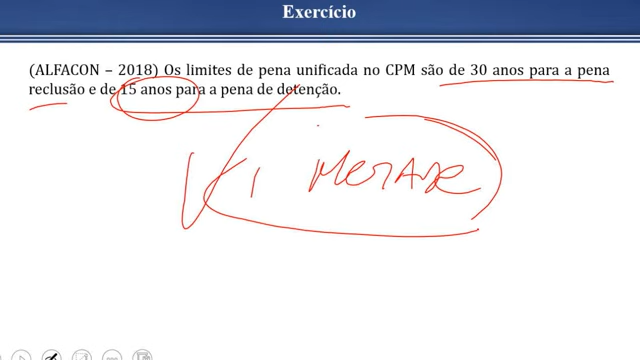 Exercício
(ALFACON – 2018) Os limites de pena unificada no CPM são de 30 anos para a pena
reclusão e de 15 anos para a pena de detenção.
METADE